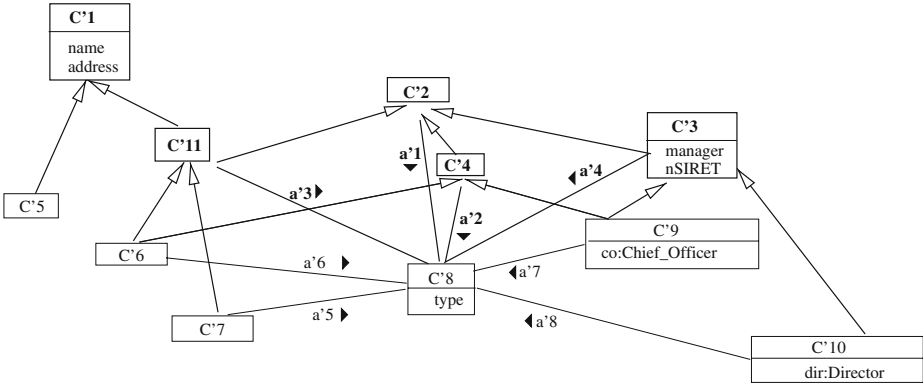 C'1
name
address
C'2
C'3
manager
nSIRET
C'11
a'1
C'4
a'4
a'3
C'5
a'2
C'9
co:Chief_Officer
C'6
a'6
C'8
type
a'7
a'5
C'7
a'8
C'10
dir:Director